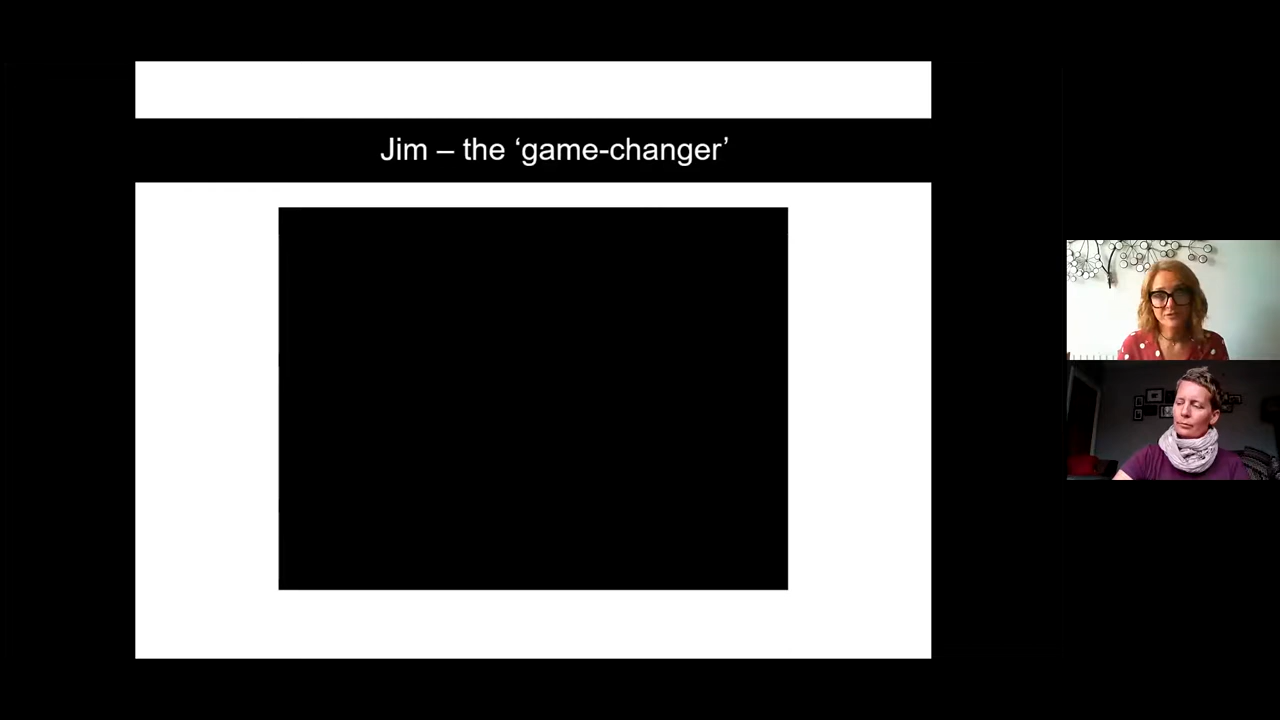 Jim – the ‘game-changer’